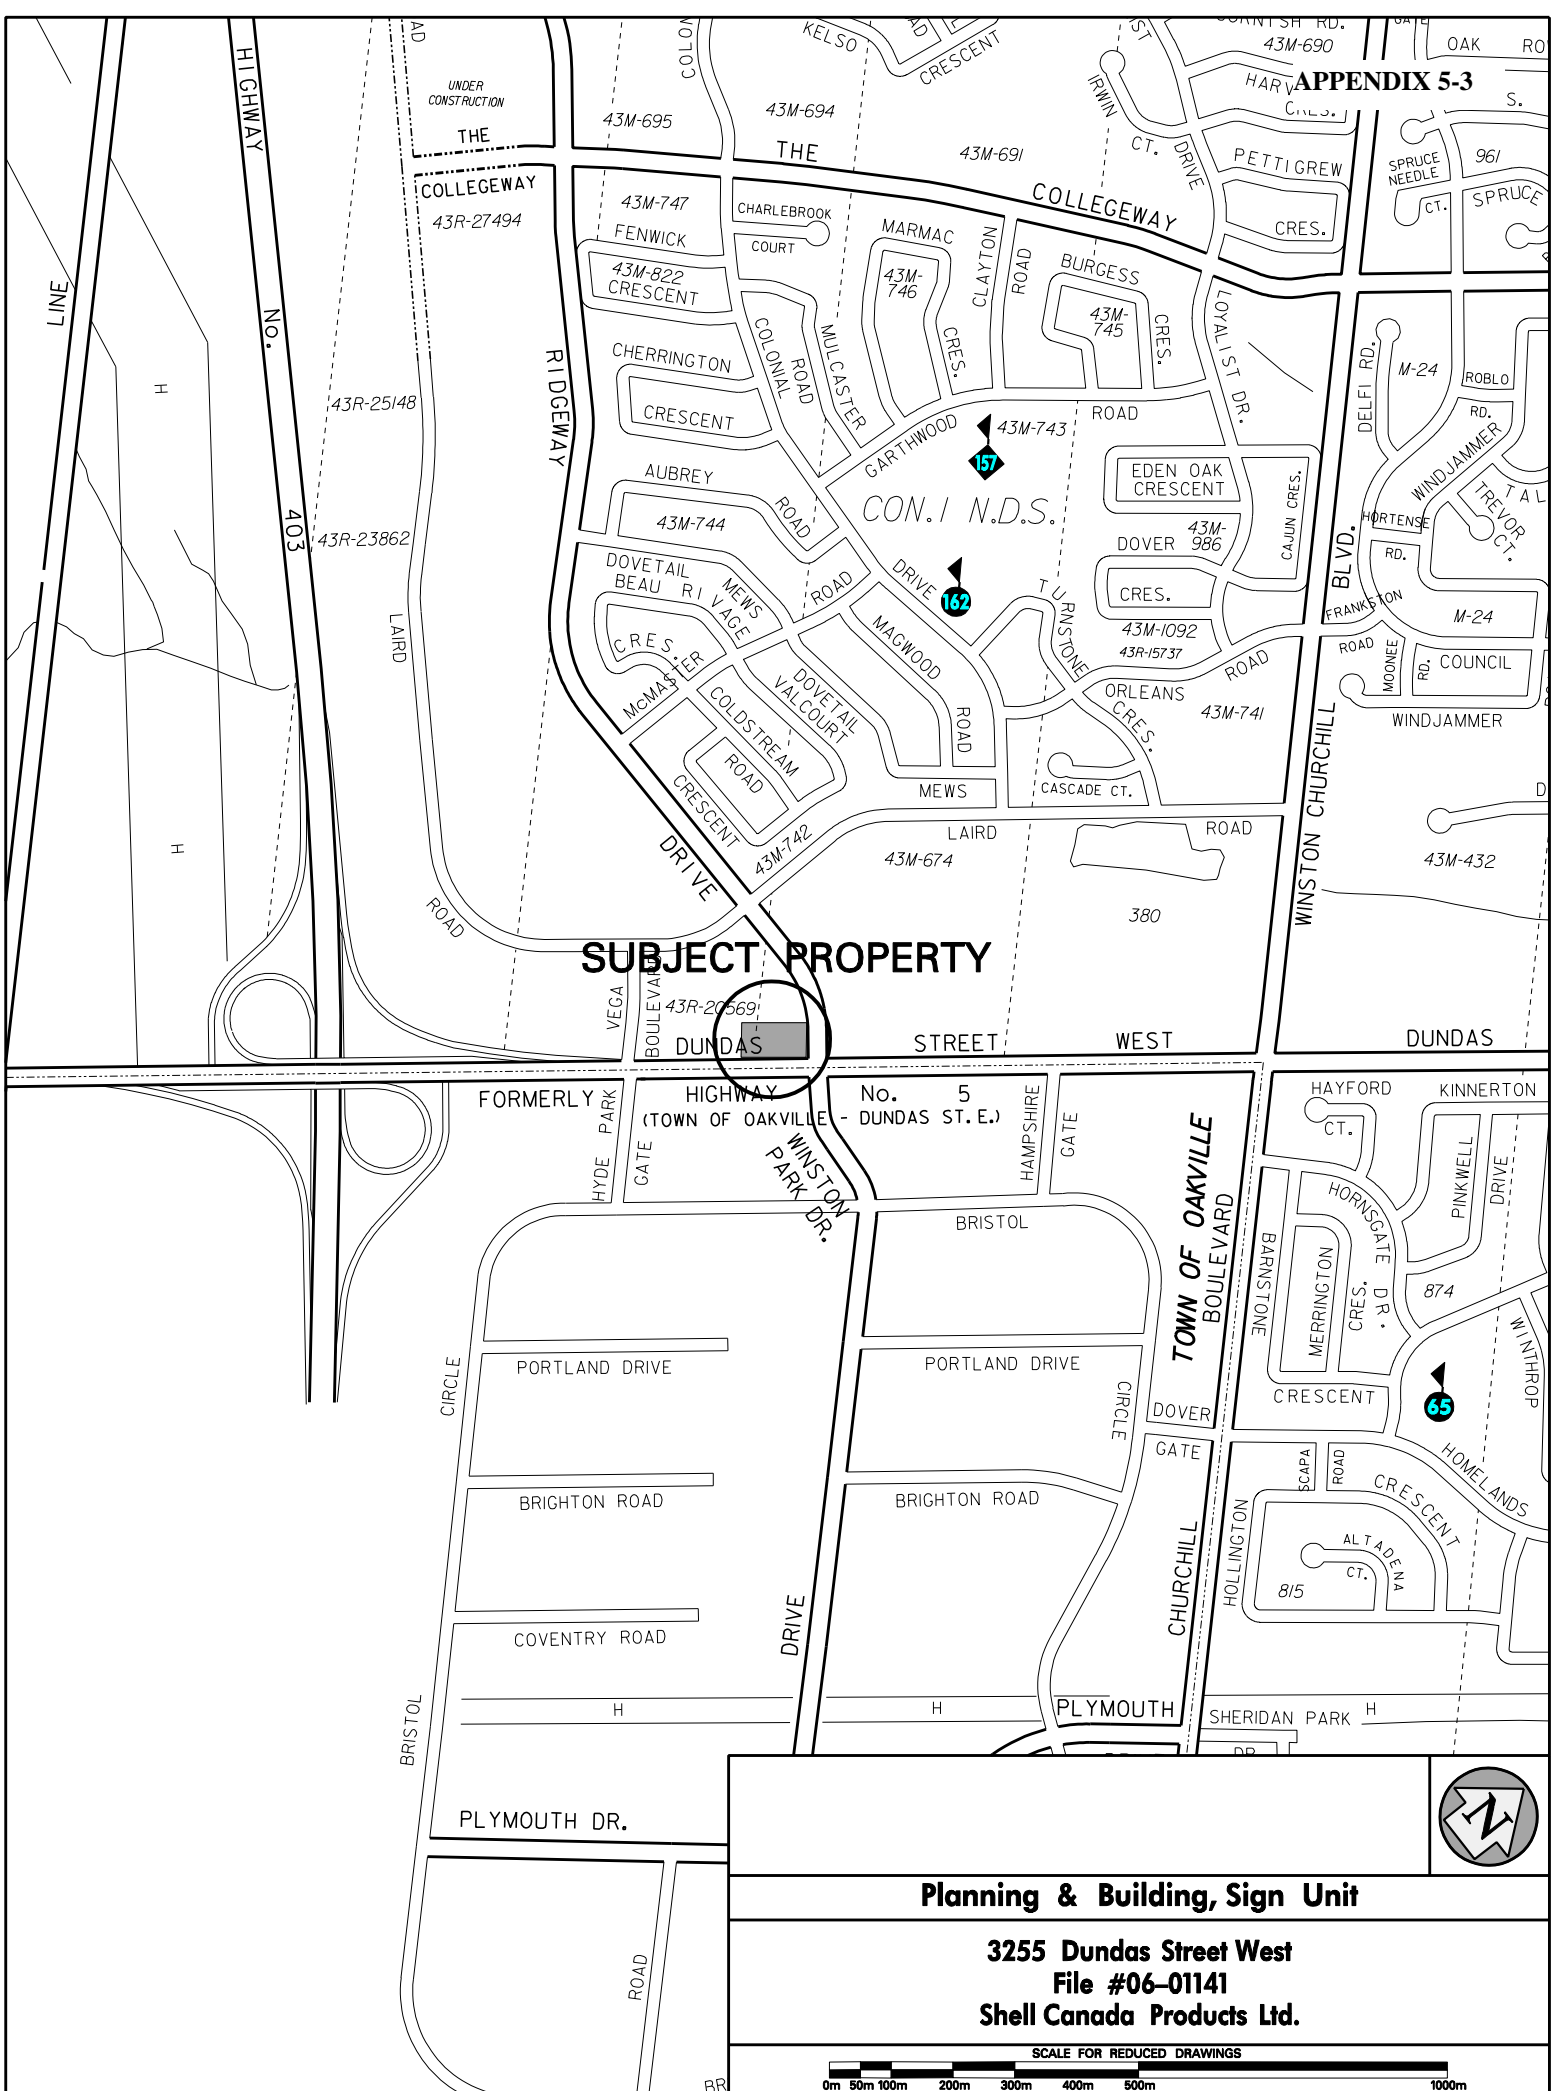 APPENDIX 5-3
KELSO
CRESCENT
43M-690
OAK
HIGHWAY
UNDER
CONSTRUCTION
THE
COLLEGEWAY
43R-27494
43M-695
43M-694
THE
43M-691
COLLEGEWAY
IRWIN
CT.
DRIVE
CRES.
PETTIGREW
CRES.
SPRUCE
NEEDLE
CT.
961
S.
SPRUCE
LINE
No.
403
43M-747
FENWICK
43M-822
CRESCENT
CHARLEBROOK
COURT
MARMAC
43M-
746
CRES.
CLAYTON
ROAD
BURGESS
43M-
745
CRES.
LOYALIST DR.
RIDGEWAY
CHERRINGTON
CRESCENT
COLONIAL
ROAD
MULCASTER
GARTHWOOD
ROAD
43M-743
157
DELFI RD.
M-24
ROBLO
RD.
WINDJAMMER
TREVOR
CT.
HORTENSE
RD.
H
43R-25148
43R-23862
LAIRD
AUBREY
ROAD
43M-744
CON.1 N.D.S.
EDEN OAK
CRESCENT
43M-
986
CAJUN CRES.
DOVER
CRES.
BLVD.
DOVETAIL
MEWS
BEAU RIVAGE
CRES.
ROAD
DRIVE
162
TURNSTONE
CRES.
43M-1092
43R-15737
ROAD
FRANKSTON
ROAD
M-24
MOONEE
RD.
COUNCIL
WINDJAMMER
McMASTER
MAGWOOD
ROAD
DOVETAIL
VALCOURT
COLDSTREAM
ROAD
CRESCENT
ORLEANS
43M-741
CASCADE CT.
MEWS
H
DRIVE
43M-742
LAIRD
ROAD
43M-674
380
WINSTON CHURCHILL
43M-432
ROAD
SUBJECT PROPERTY
VEGA
BOULEVARD
43R-20569
DUNDAS
STREET
WEST
DUNDAS
FORMERLY
HIGHWAY
No.
5
(TOWN OF OAKVILLE - DUNDAS ST. E.)
HYDE PARK
GATE
WINSTON
PARK DR.
HAMPSHIRE
GATE
TOWN OF OAKVILLE
BOULEVARD
HAYFORD
CT.
KINNERTON
PINKWELL
DRIVE
HORNSGATE DR.
BARNSTONE
MERRINGTON
CRES.
874
WINTHROP
BRISTOL
PORTLAND DRIVE
PORTLAND DRIVE
CIRCLE
CIRCLE
CRESCENT
65
DOVER
GATE
SCAPA
ROAD
HOMELANDS
BRIGHTON ROAD
BRIGHTON ROAD
HOLLINGTON
CRESCENT
ALTADENA
CT.
815
COVENTRY ROAD
DRIVE
CHURCHILL
BRISTOL
H
H
PLYMOUTH
SHERIDAN PARK
H
PLYMOUTH DR.
ROAD
N
Planning & Building, Sign Unit
3255 Dundas Street West
File #06-01141
Shell Canada Products Ltd.
SCALE FOR REDUCED DRAWINGS
0m 50m 100m 200m 300m 400m 500m 1000m